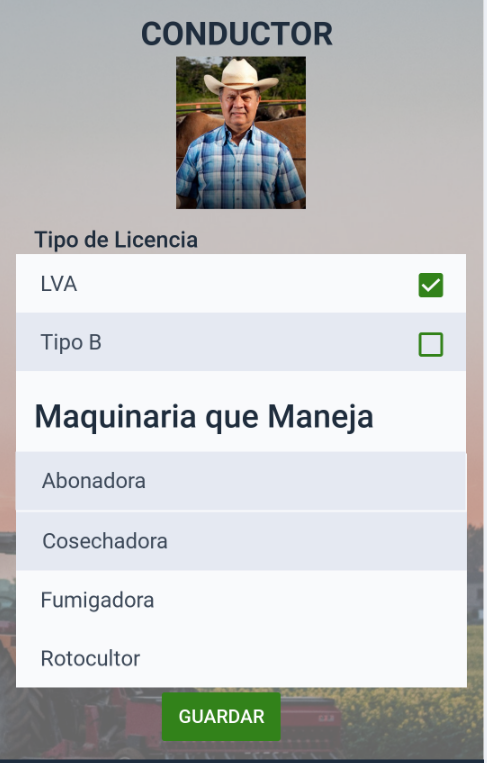 CONDUCTOR
Tipo de Licencia
LVA
Tipo B
Maquinaria que Maneja
Abonadora
Cosechadora
Fumigadora
Rotocultor
GUARDAR